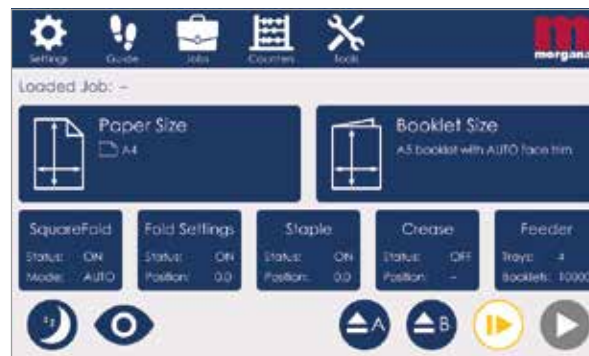 Settings Guide Jobs Counters Tools
morgana
Loaded Job: -
Paper Size
A4
Booklet Size
A5 booklet with AUTO face trim
SquareFold
Status: ON
Mode: AUTO
Fold Settings
Status: ON
Position: 0.0
Staple
Status: ON
Position: 0.0
Crease
Status: OFF
Position: -
Feeder
Trays: 4
Booklets: 10000
A
B